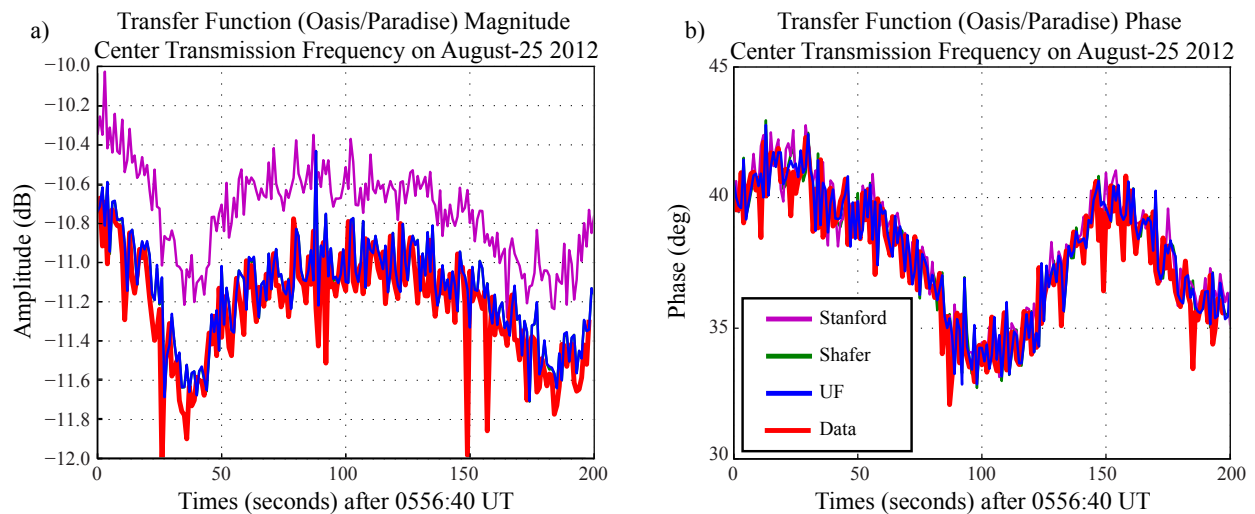 a)
Transfer Function (Oasis/Paradise) Magnitude
Center Transmission Frequency on August-25 2012
−10.0
−10.2
−10.4
−10.6
−10.8
−11.0
−11.2
−11.4
−11.6
−11.8
−12.0
Amplitude (dB)
0
50
100
150
200
Times (seconds) after 0556:40 UT
b)
Transfer Function (Oasis/Paradise) Phase
Center Transmission Frequency on August-25 2012
45
40
35
30
Phase (deg)
Stanford
Shafer
UF
Data
0
50
100
150
200
Times (seconds) after 0556:40 UT